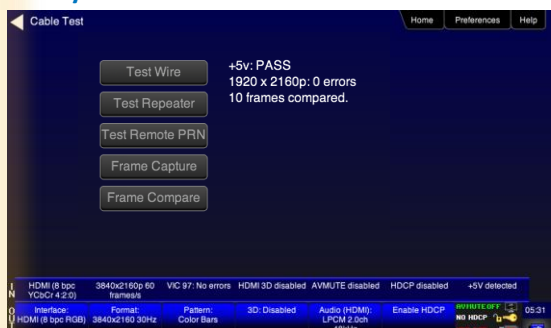 Cable Test
Home Preferences Help
Test Wire
Test Repeater
Test Remote PRN
Frame Capture
Frame Compare
+5v: PASS
1920 x 2160p: 0 errors
10 frames compared.
IN
HDMI (8 bpc YCbCr 4:2:0)
3840x2160p 60 frames/s
VIC 97: No errors
HDMI 3D disabled
AVMUTE disabled
HDCP disabled
+5V detected
Interface: HDMI (8 bpc RGB)
Format: 3840x2160 30Hz
Pattern: Color Bars
3D: Disabled
Audio (HDMI): LPCM 2.0ch
Enable HDCP
AVMUTE OFF
NO HDCP
05:31